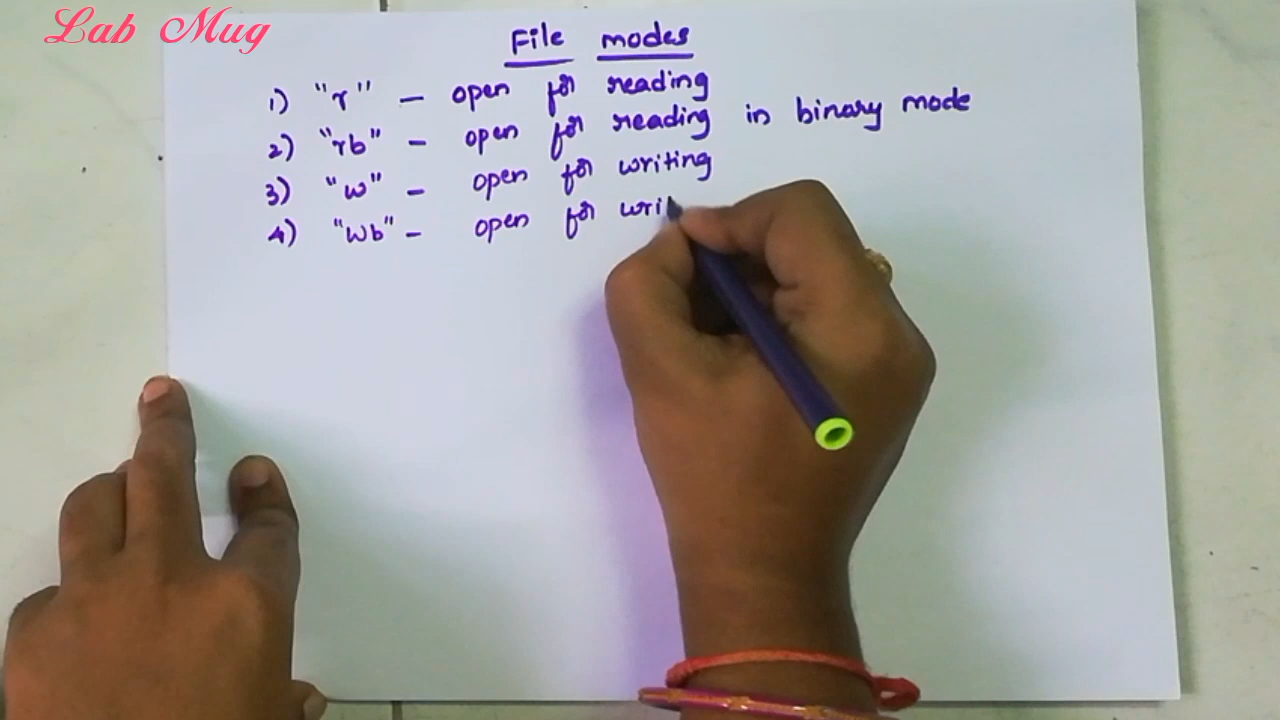 Lab Mug
File modes
1) "r" — open for reading
2) "rb" - open for reading in binary mode
3) "w" - open for writing
4) "wb" - open for wri